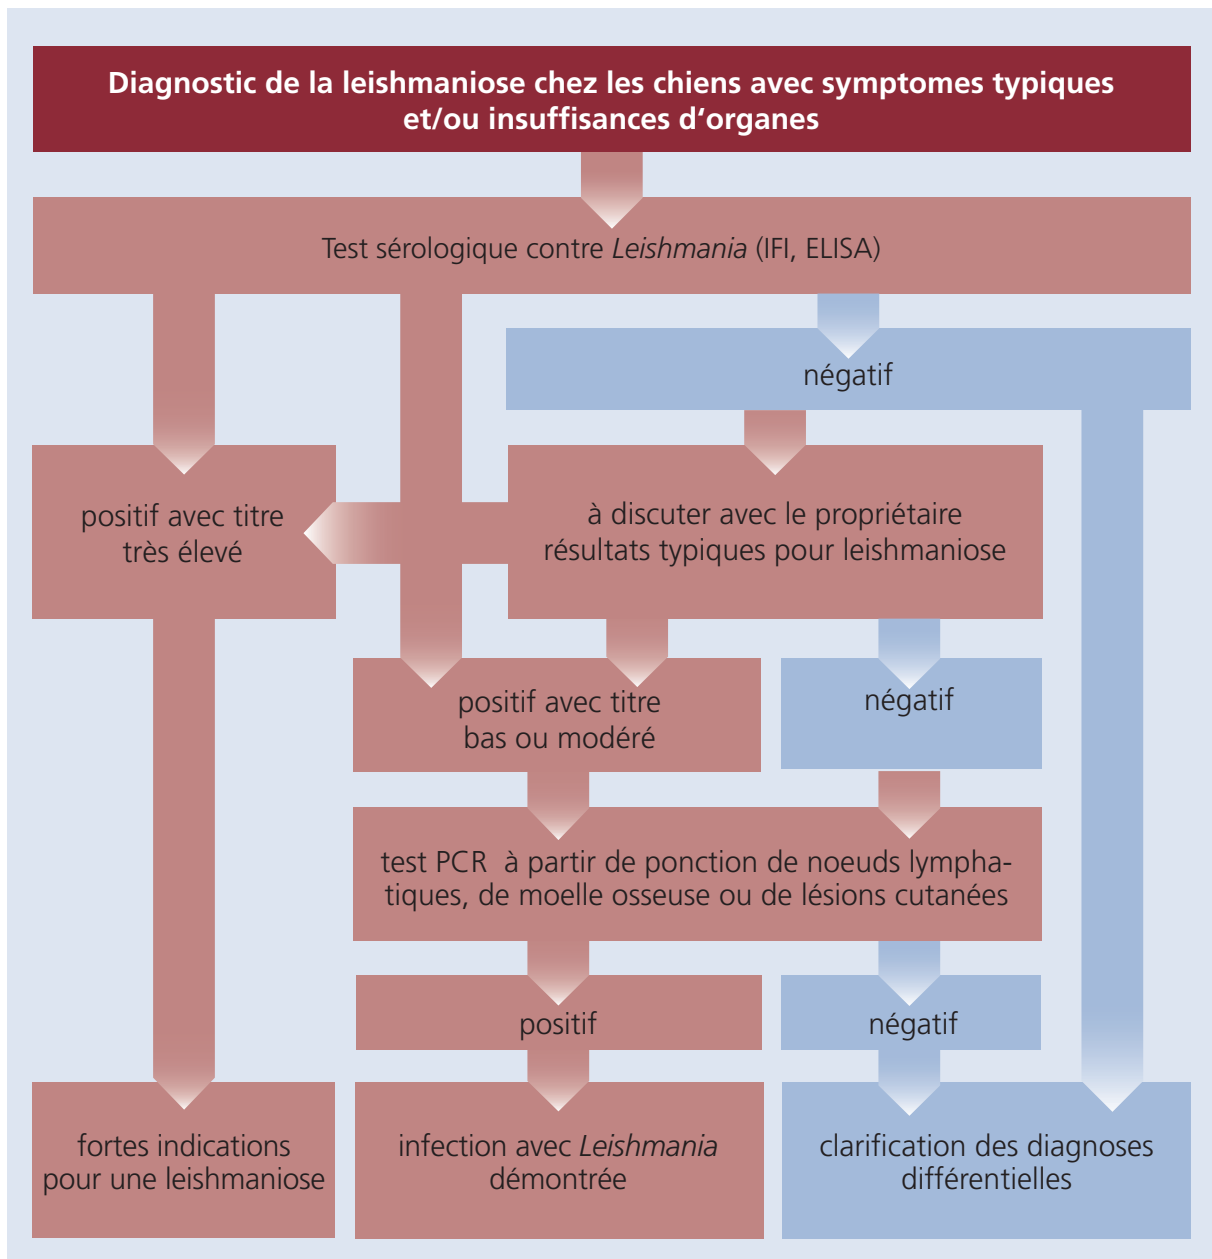 Diagnostic de la leishmaniose chez les chiens avec symptomes typiques
et/ou insuffisances d'organes
Test sérologique contre Leishmania (IFI, ELISA)
négatif
positif avec titre
très élevé
à discuter avec le propriétaire
résultats typiques pour leishmaniose
positif avec titre
bas ou modéré
négatif
test PCR à partir de ponction de noeuds lympha-
tiques, de moelle osseuse ou de lésions cutanées
positif
négatif
fortes indications
pour une leishmaniose
infection avec Leishmania
démontrée
clarification des diagnoses
différentielles